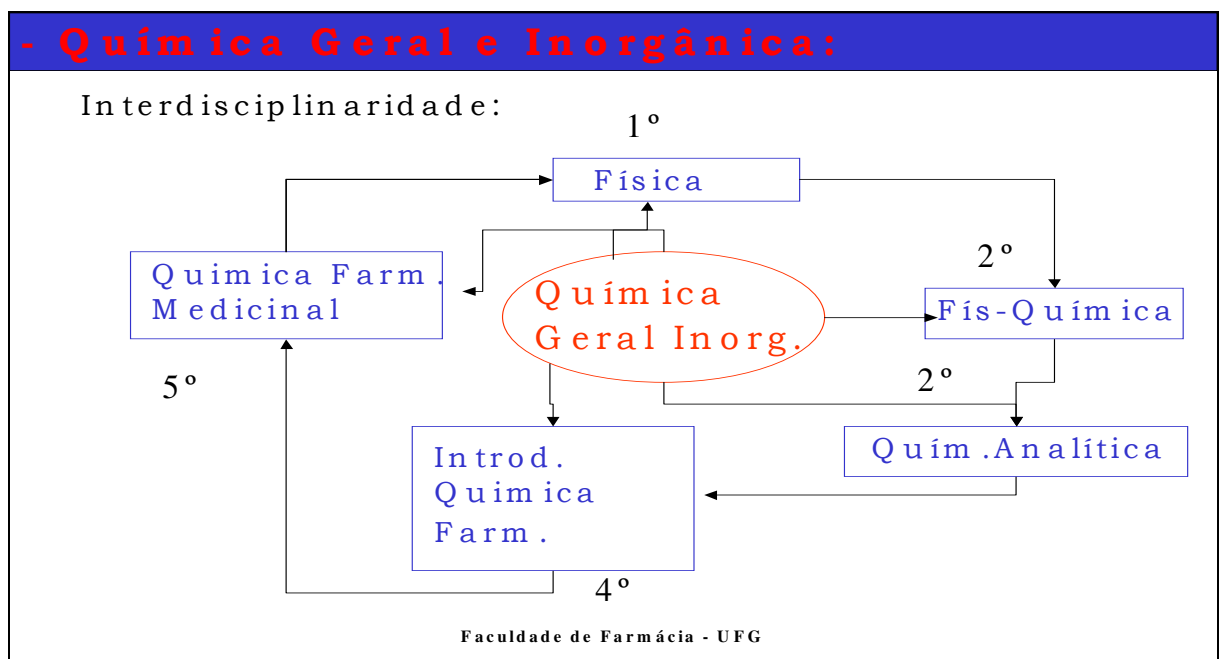 - Química Geral e Inorgânica:
Interdisciplinaridade:
1º
Física
2º
Quimica Farm.
Medicinal
Química
Geral Inorg.
Fís-Química
5º
2º
Quím.Analítica
Introd.
Quimica
Farm.
4º
Faculdade de Farmácia - UFG